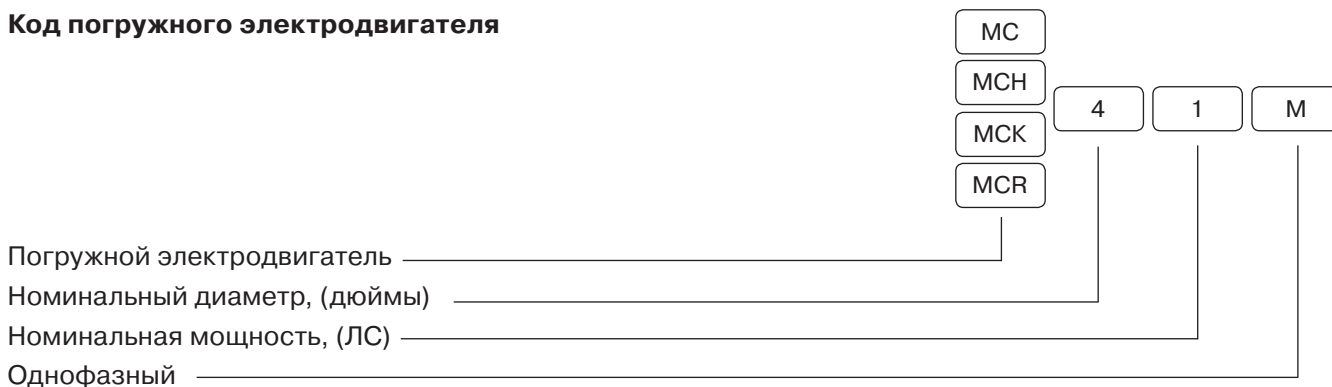 Код погружного электродвигателя
MC
MCH
MCK
MCR
4 1 M
Погружной электродвигатель
Номинальный диаметр, (дюймы)
Номинальная мощность, (ЛС)
Однофазный